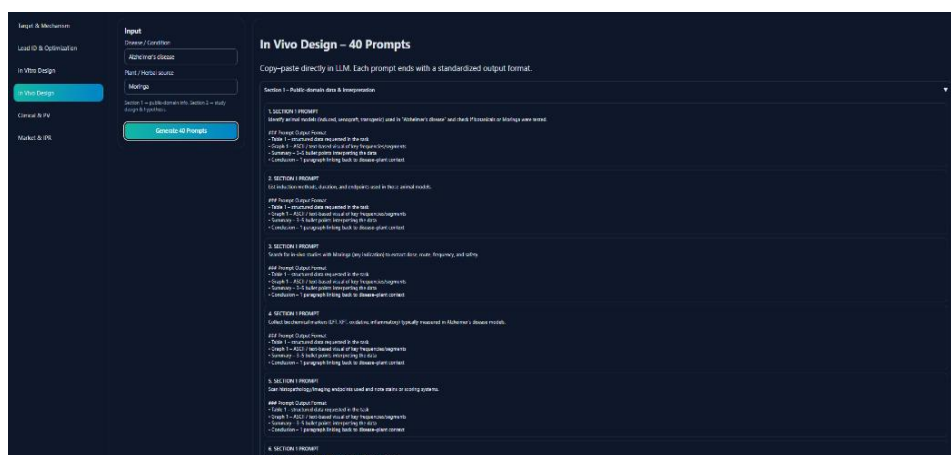 Target & Mechanism
Lead ID & Optimization
In Vitro Design
In Vivo Design
Clinical & PV
Market & IPR
Input
Disease / Condition
Alzheimer's disease
Plant / Herbal source
Moringa
Section 1 — public-domain info. Section 2 — study
design & hypothesis.
Generate 40 Prompts
In Vivo Design – 40 Prompts
Copy–paste directly in LLM. Each prompt ends with a standardized output format.
Section 1 – Public-domain data & Interpretation
1. SECTION 1 PROMPT
Identify animal models (induced, xenograft, transgenic) used in "Alzheimer's disease" and check if botanicals or Moringa were tested.
### Prompt Output Format
• Table 1 – structured data requested in the task
• Graph 1 – ASCII / text-based visual of key frequencies/segments
• Summary – 3–5 bullet points interpreting the data
• Conclusion – 1 paragraph linking back to disease–plant context
2. SECTION 1 PROMPT
List induction methods, duration, and endpoints used in those animal models.
### Prompt Output Format
• Table 1 – structured data requested in the task
• Graph 1 – ASCII / text-based visual of key frequencies/segments
• Summary – 3–5 bullet points interpreting the data
• Conclusion – 1 paragraph linking back to disease–plant context
3. SECTION 1 PROMPT
Search for in-vivo studies with Moringa (any indication) to extract dose, route, frequency, and safety.
### Prompt Output Format
• Table 1 – structured data requested in the task
• Graph 1 – ASCII / text-based visual of key frequencies/segments
• Summary – 3–5 bullet points interpreting the data
• Conclusion – 1 paragraph linking back to disease–plant context
4. SECTION 1 PROMPT
Collect biochemical markers (LFT, KFT, oxidative, inflammatory) typically measured in Alzheimer's disease models.
### Prompt Output Format
• Table 1 – structured data requested in the task
• Graph 1 – ASCII / text-based visual of key frequencies/segments
• Summary – 3–5 bullet points interpreting the data
• Conclusion – 1 paragraph linking back to disease–plant context
5. SECTION 1 PROMPT
Scan histopathology/imaging endpoints used and note stains or scoring systems.
### Prompt Output Format
• Table 1 – structured data requested in the task
• Graph 1 – ASCII / text-based visual of key frequencies/segments
• Summary – 3–5 bullet points interpreting the data
• Conclusion – 1 paragraph linking back to disease–plant context
6. SECTION 1 PROMPT